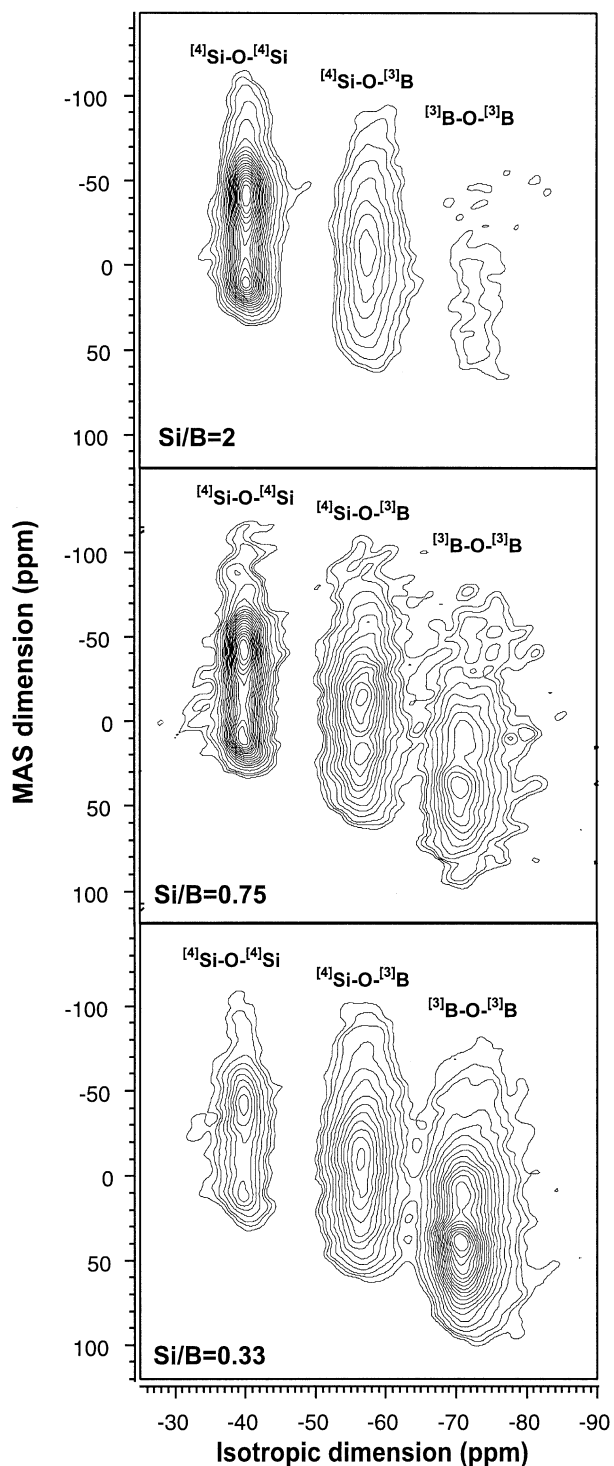 [4]Si-O-[4]Si
[4]Si-O-[3]B
[3]B-O-[3]B
-100
-50
0
50
100
Si/B=2
[4]Si-O-[4]Si
[4]Si-O-[3]B
[3]B-O-[3]B
-100
-50
0
50
100
Si/B=0.75
MAS dimension (ppm)
[4]Si-O-[4]Si
[4]Si-O-[3]B
[3]B-O-[3]B
-100
-50
0
50
100
Si/B=0.33
-30 -40 -50 -60 -70 -80 -90
Isotropic dimension (ppm)